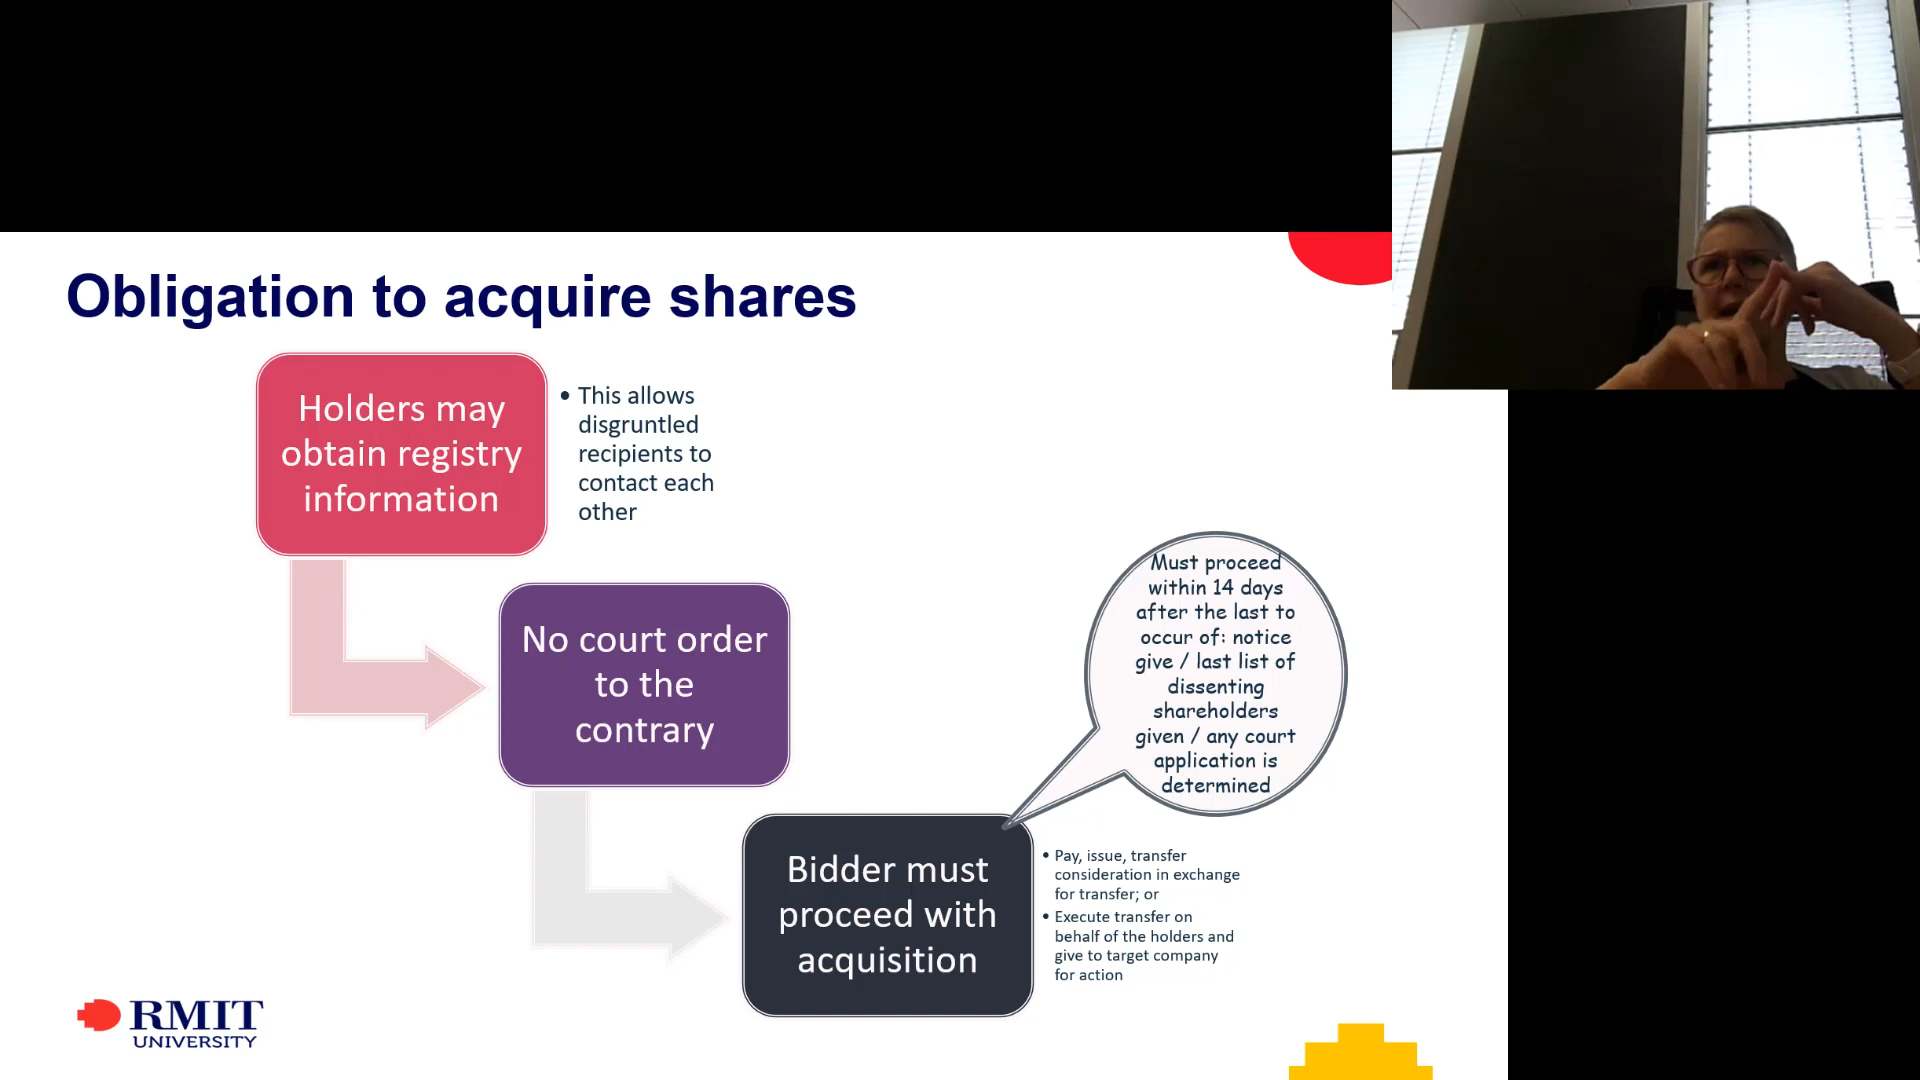 Obligation to acquire shares
Holders may
obtain registry
information
• This allows
disgruntled
recipients to
contact each
other
No court order
to the
contrary
Must proceed
within 14 days
after the last to
occur of: notice
give / last list of
dissenting
shareholders
given / any court
application is
determined
Bidder must
proceed with
acquisition
• Pay, issue, transfer
consideration in exchange
for transfer; or
• Execute transfer on
behalf of the holders and
give to target company
for action
RMIT
UNIVERSITY